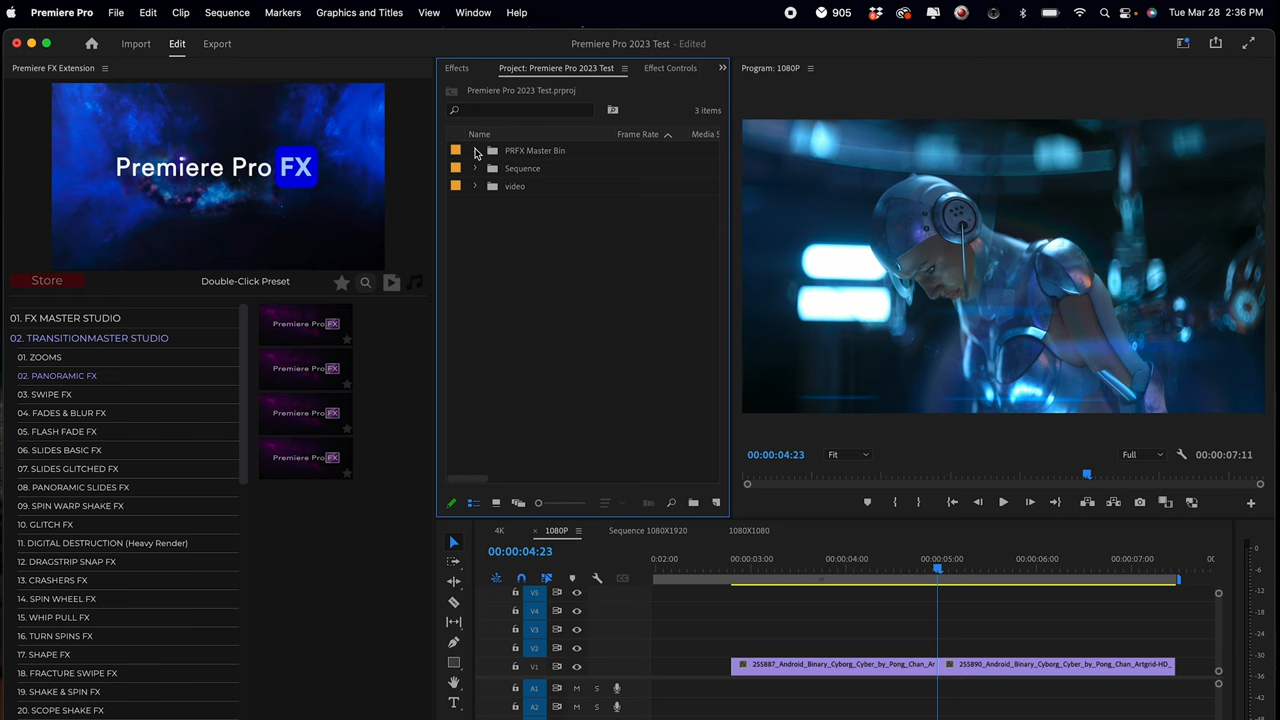 Premiere Pro File Edit Clip Sequence Markers Graphics and Titles View Window Help 905 Tue Mar 28 2:36 PM
Import Edit Export Premiere Pro 2023 Test - Edited
Premiere FX Extension
Premiere Pro FX
Store Double-Click Preset
01. FX MASTER STUDIO
02. TRANSITIONMASTER STUDIO
01. ZOOMS
02. PANORAMIC FX
03. SWIPE FX
04. FADES & BLUR FX
05. FLASH FADE FX
06. SLIDES BASIC FX
07. SLIDES GLITCHED FX
08. PANORAMIC SLIDES FX
09. SPIN WARP SHAKE FX
10. GLITCH FX
11. DIGITAL DESTRUCTION (Heavy Render)
12. DRAGSTRIP SNAP FX
13. CRASHERS FX
14. SPIN WHEEL FX
15. WHIP PULL FX
16. TURN SPINS FX
17. SHAPE FX
18. FRACTURE SWIPE FX
19. SHAKE & SPIN FX
20. SCOPE SHAKE FX
Premiere Pro FX
Premiere Pro FX
Premiere Pro FX
Premiere Pro FX
Effects Project: Premiere Pro 2023 Test Effect Controls
Premiere Pro 2023 Test.prproj
3 items
Name Frame Rate Media S
PRFX Master Bin
Sequence
video
Program: 1080P
00:00:04:23 Fit Full 00:00:07:11
4K × 1080P Sequence 1080X1920 1080X1080
00:00:04:23
0:02:00 00:00:03:00 00:00:04:00 00:00:05:00 00:00:06:00 00:00:07:00
V5
V4
V3
V2
V1 255887_Android_Binary_Cyborg_Cyber_by_Pong_Chan_Ar 255890_Android_Binary_Cyborg_Cyber_by_Pong_Chan_Artgrid-HD_
A1 M S
A2 M S
0
-6
-12
-18
-24
-30
-36
-42